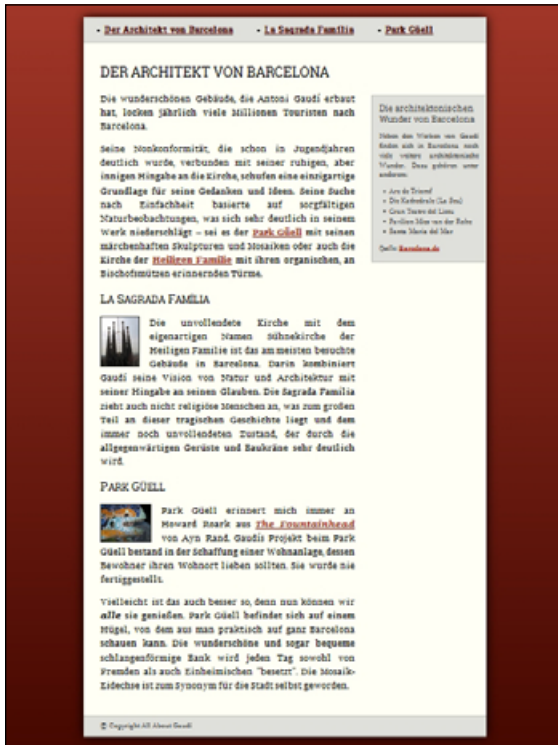 • Der Architekt von Barcelona • La Sagrada Família • Park Güell
DER ARCHITEKT VON BARCELONA
Die wunderschönen Gebäude, die Antoni Gaudí erbaut
hat, locken jährlich viele Millionen Touristen nach
Barcelona.
Seine Nonkonformität, die schon in Jugendjahren
deutlich wurde, verbunden mit seiner ruhigen, aber
innigen Hingabe an die Kirche, schufen eine einzigartige
Grundlage für seine Gedanken und Ideen. Seine Suche
nach Einfachheit basierte auf sorgfältigen
Naturbeobachtungen, was sich sehr deutlich in seinem
Werk niederschlägt – sei es der Park Güell mit seinen
märchenhaften Skulpturen und Mosaiken oder auch die
Kirche der Heiligen Familie mit ihren organischen, an
Bischofsmützen erinnernden Türme.
LA SAGRADA FAMÍLIA
Die unvollendete Kirche mit dem
eigenartigen Namen Sühnekirche der
Heiligen Familie ist das am meisten besuchte
Gebäude in Barcelona. Darin kombiniert
Gaudí seine Vision von Natur und Architektur mit
seiner Hingabe an seinen Glauben. Die Sagrada Família
zieht auch nicht religiöse Menschen an, was zum großen
Teil an dieser tragischen Geschichte liegt und dem
immer noch unvollendeten Zustand, der durch die
allgegenwärtigen Gerüste und Baukräne sehr deutlich
wird.
PARK GÜELL
Park Güell erinnert mich immer an
Howard Roark aus The Fountainhead
von Ayn Rand. Gaudís Projekt beim Park
Güell bestand in der Schaffung einer Wohnanlage, dessen
Bewohner ihren Wohnort lieben sollten. Sie wurde nie
fertiggestellt.
Vielleicht ist das auch besser so, denn nun können wir
alle sie genießen. Park Güell befindet sich auf einem
Hügel, von dem aus man praktisch auf ganz Barcelona
schauen kann. Die wunderschöne und sogar bequeme
schlangenförmige Bank wird jeden Tag sowohl von
Fremden als auch Einheimischen "besetzt". Die Mosaik-
Eidechse ist zum Synonym für die Stadt selbst geworden.
Die architektonischen
Wunder von Barcelona
Neben den Werken von Gaudí
finden sich in Barcelona noch
viele weitere architektonische
Wunder. Dazu gehören unter
anderem:
• Arc de Triomf
• Die Kathedrale (La Seu)
• Gran Teatre del Liceu
• Pavilion Mies van der Rohe
• Santa Maria del Mar
Quelle: Barcelona.de
© Copyright All About Gaudí